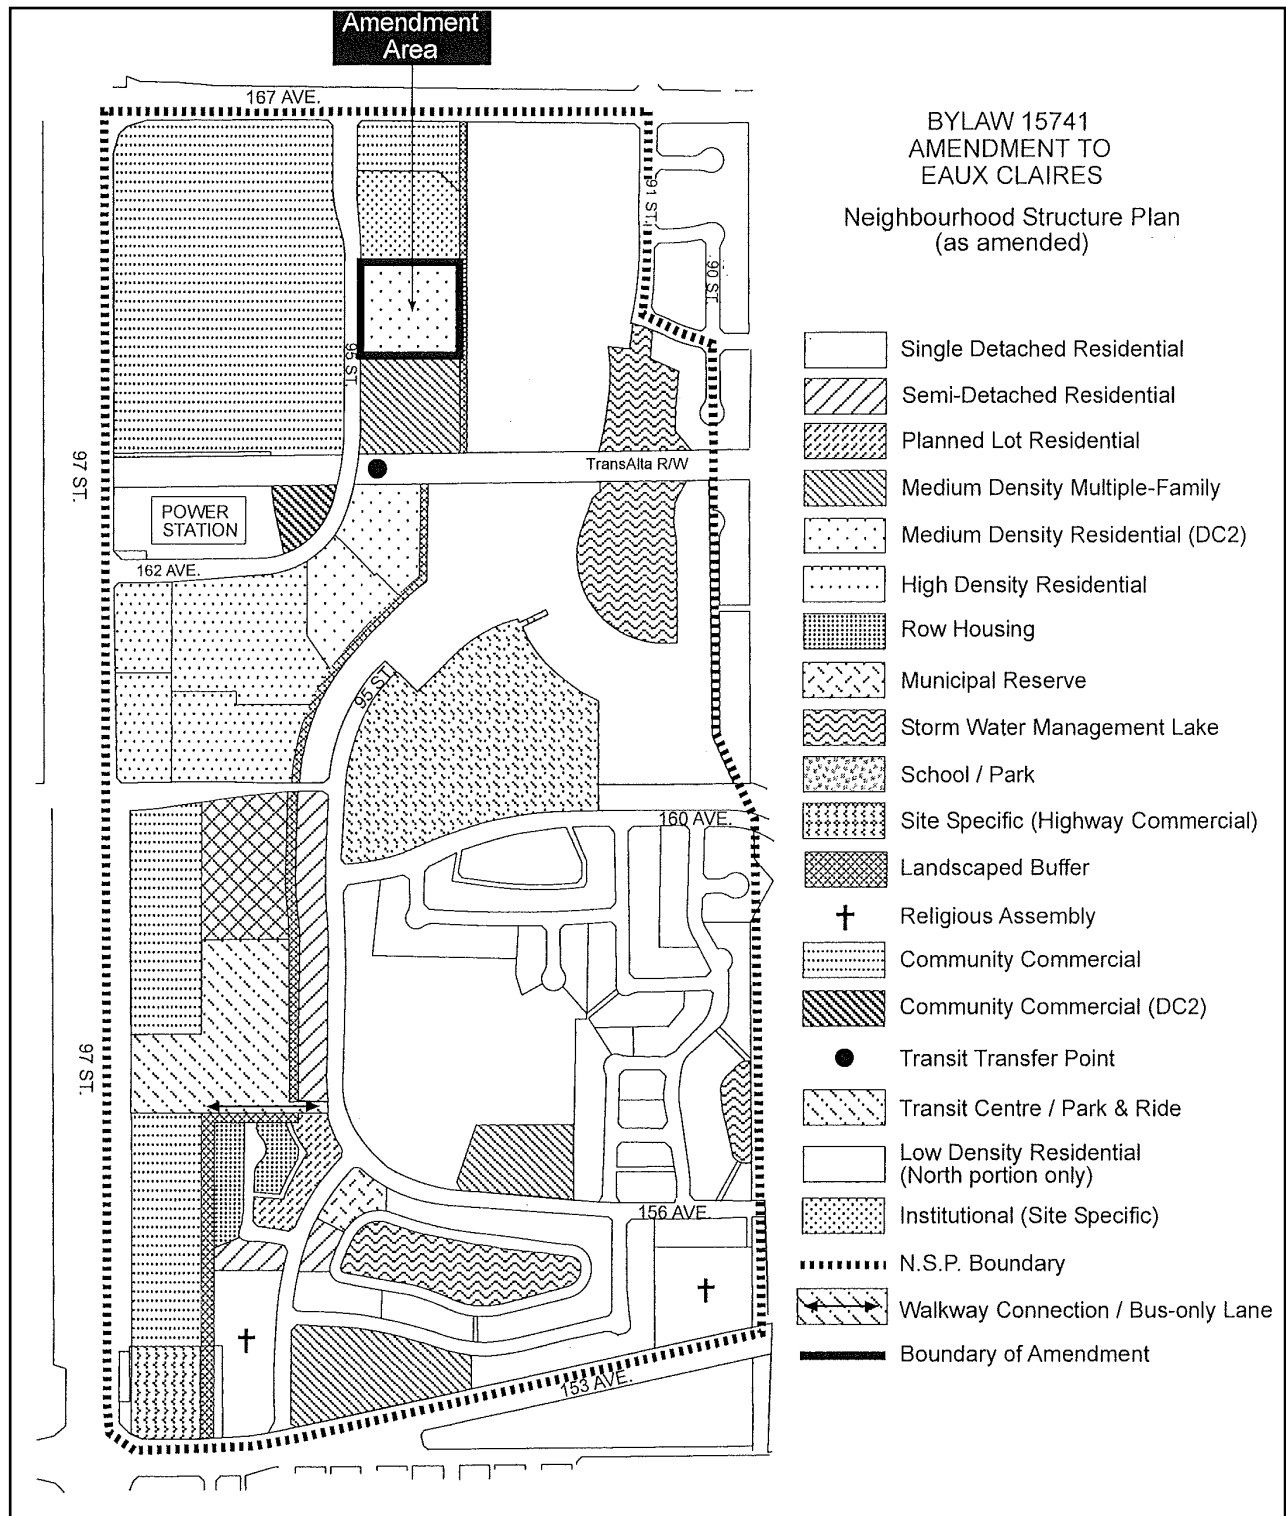 Amendment
Area
167 AVE.
BYLAW 15741
AMENDMENT TO
EAUX CLAIRES
Neighbourhood Structure Plan
(as amended)
91 ST.
90 ST.
95 ST.
97 ST.
TransAlta R/W
POWER
STATION
162 AVE.
95 ST
160 AVE.
97 ST.
156 AVE.
153 AVE.
Single Detached Residential
Semi-Detached Residential
Planned Lot Residential
Medium Density Multiple-Family
Medium Density Residential (DC2)
High Density Residential
Row Housing
Municipal Reserve
Storm Water Management Lake
School / Park
Site Specific (Highway Commercial)
Landscaped Buffer
Religious Assembly
Community Commercial
Community Commercial (DC2)
Transit Transfer Point
Transit Centre / Park & Ride
Low Density Residential
(North portion only)
Institutional (Site Specific)
N.S.P. Boundary
Walkway Connection / Bus-only Lane
Boundary of Amendment